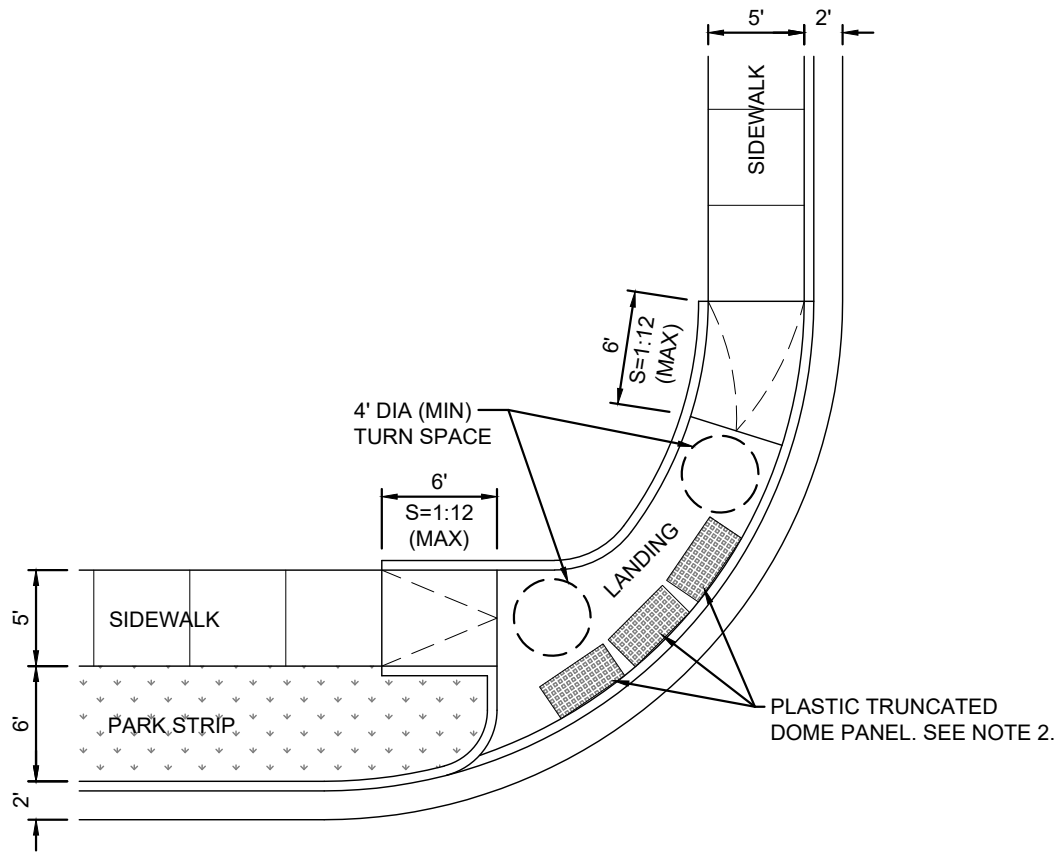 5'
2'
SIDEWALK
6'
S=1:12
(MAX)
4' DIA (MIN)
TURN SPACE
6'
S=1:12
(MAX)
LANDING
5'
SIDEWALK
6'
PARK STRIP
2'
PLASTIC TRUNCATED
DOME PANEL. SEE NOTE 2.